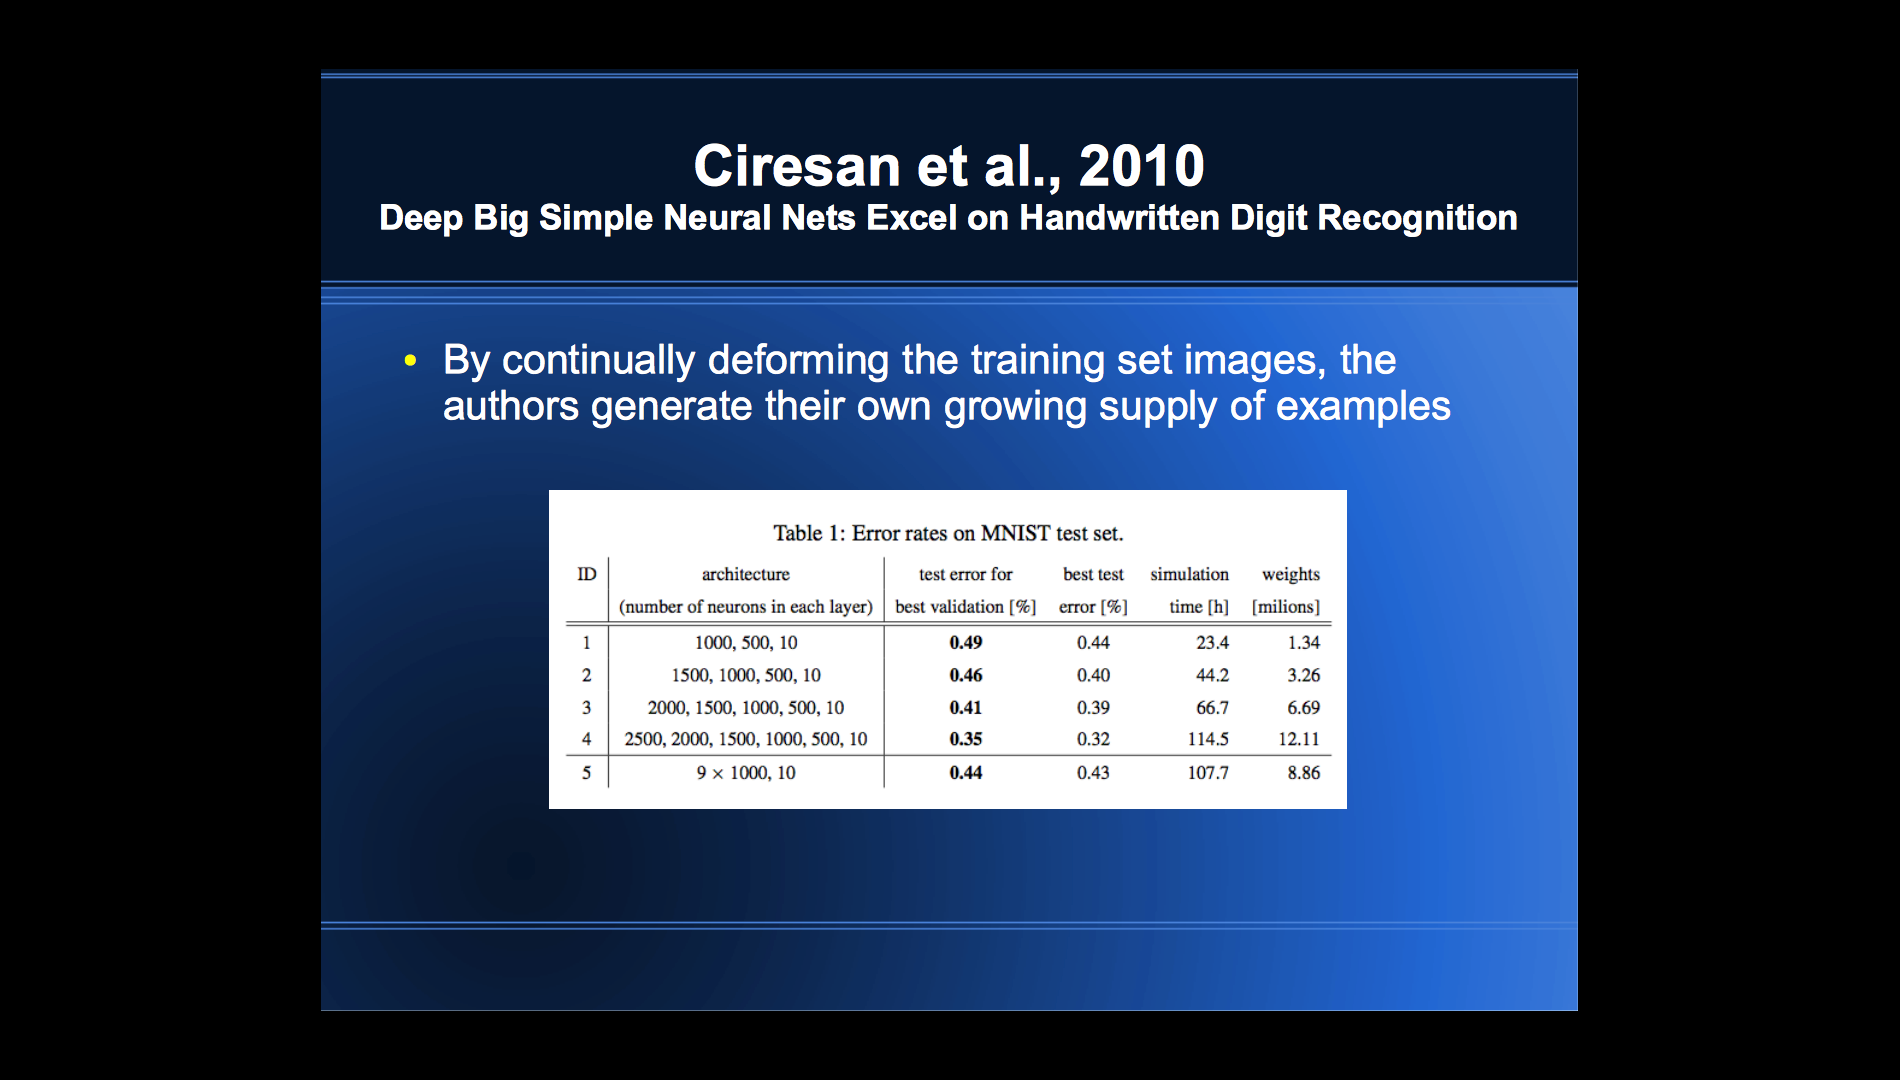 Ciresan et al., 2010
Deep Big Simple Neural Nets Excel on Handwritten Digit Recognition
• By continually deforming the training set images, the
authors generate their own growing supply of examples
Table 1: Error rates on MNIST test set.
ID architecture test error for best test simulation weights
(number of neurons in each layer) best validation [%] error [%] time [h] [milions]
1 1000, 500, 10 0.49 0.44 23.4 1.34
2 1500, 1000, 500, 10 0.46 0.40 44.2 3.26
3 2000, 1500, 1000, 500, 10 0.41 0.39 66.7 6.69
4 2500, 2000, 1500, 1000, 500, 10 0.35 0.32 114.5 12.11
5 9 × 1000, 10 0.44 0.43 107.7 8.86